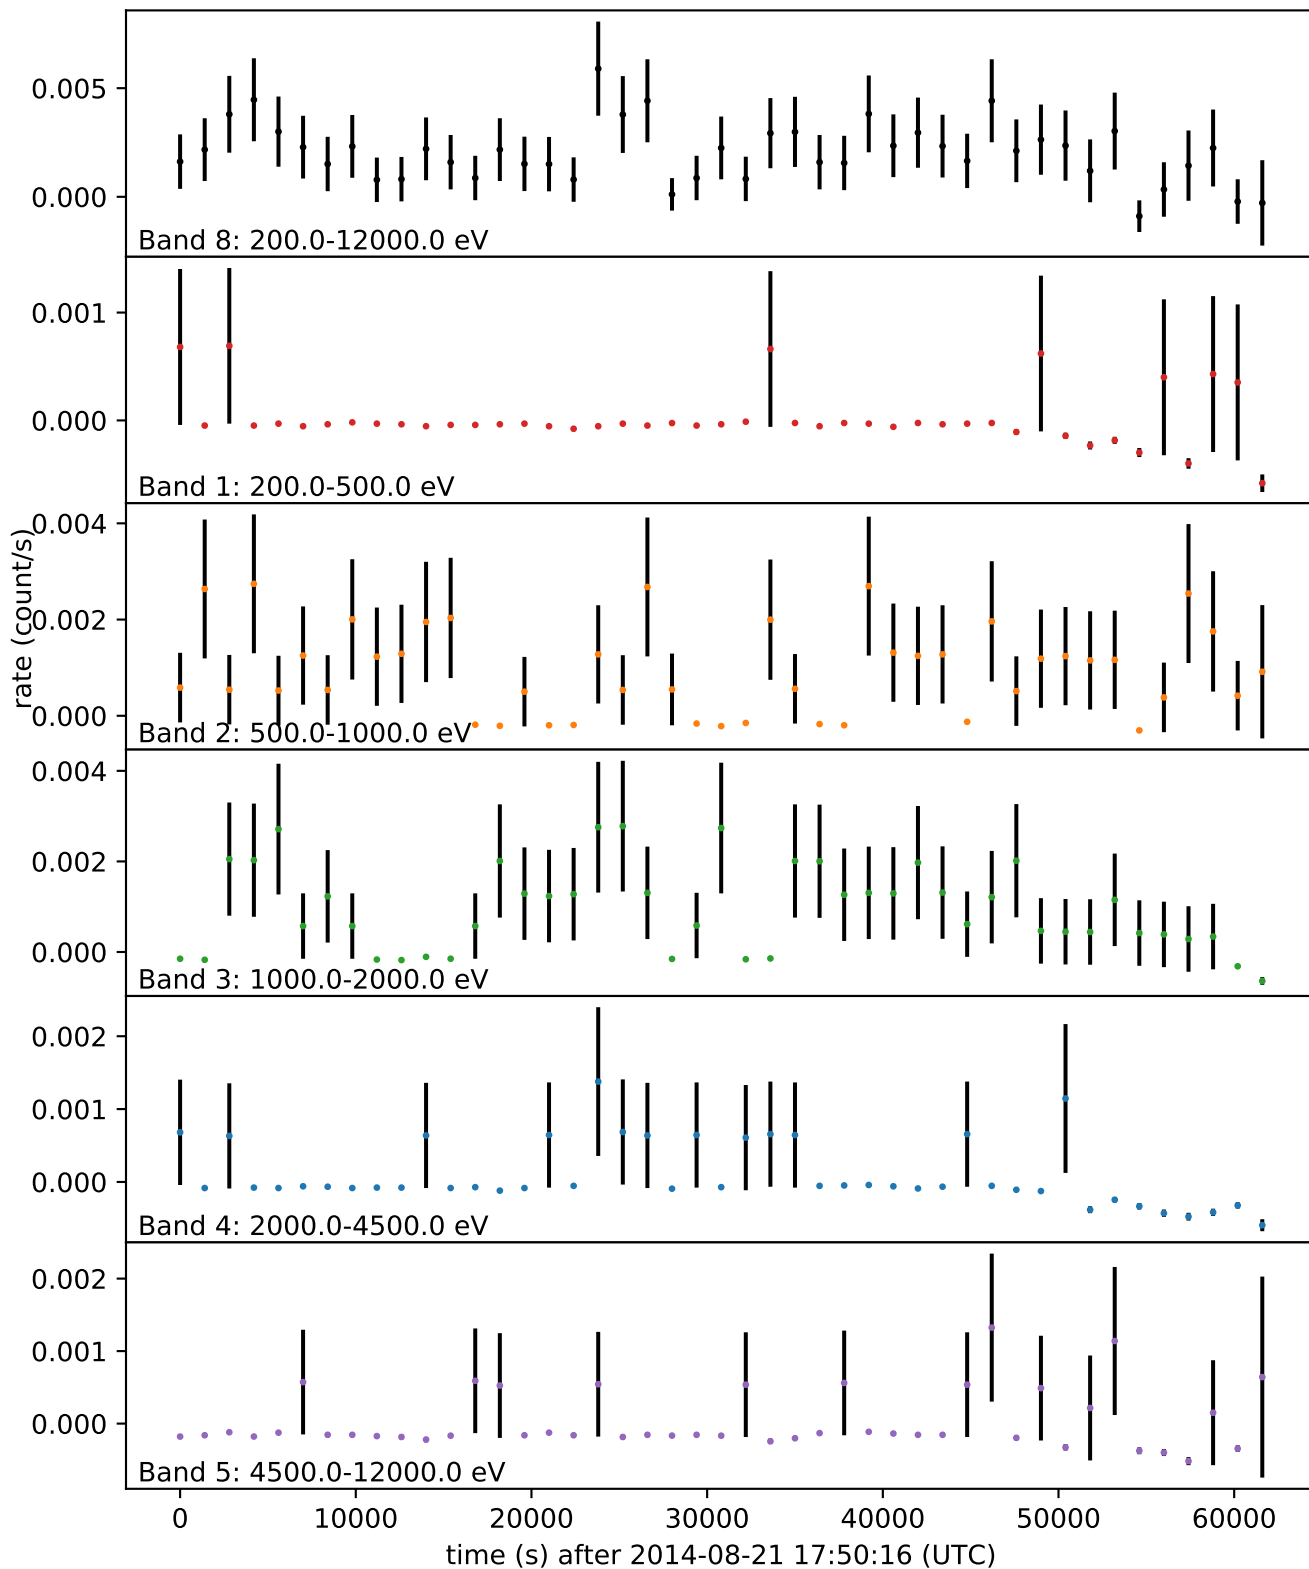 0.005
0.000
Band 8: 200.0-12000.0 eV
0.001
0.000
Band 1: 200.0-500.0 eV
rate (count/s)
0.004
0.002
0.000
Band 2: 500.0-1000.0 eV
0.004
0.002
0.000
Band 3: 1000.0-2000.0 eV
0.002
0.001
0.000
Band 4: 2000.0-4500.0 eV
0.002
0.001
0.000
Band 5: 4500.0-12000.0 eV
0 10000 20000 30000 40000 50000 60000
time (s) after 2014-08-21 17:50:16 (UTC)